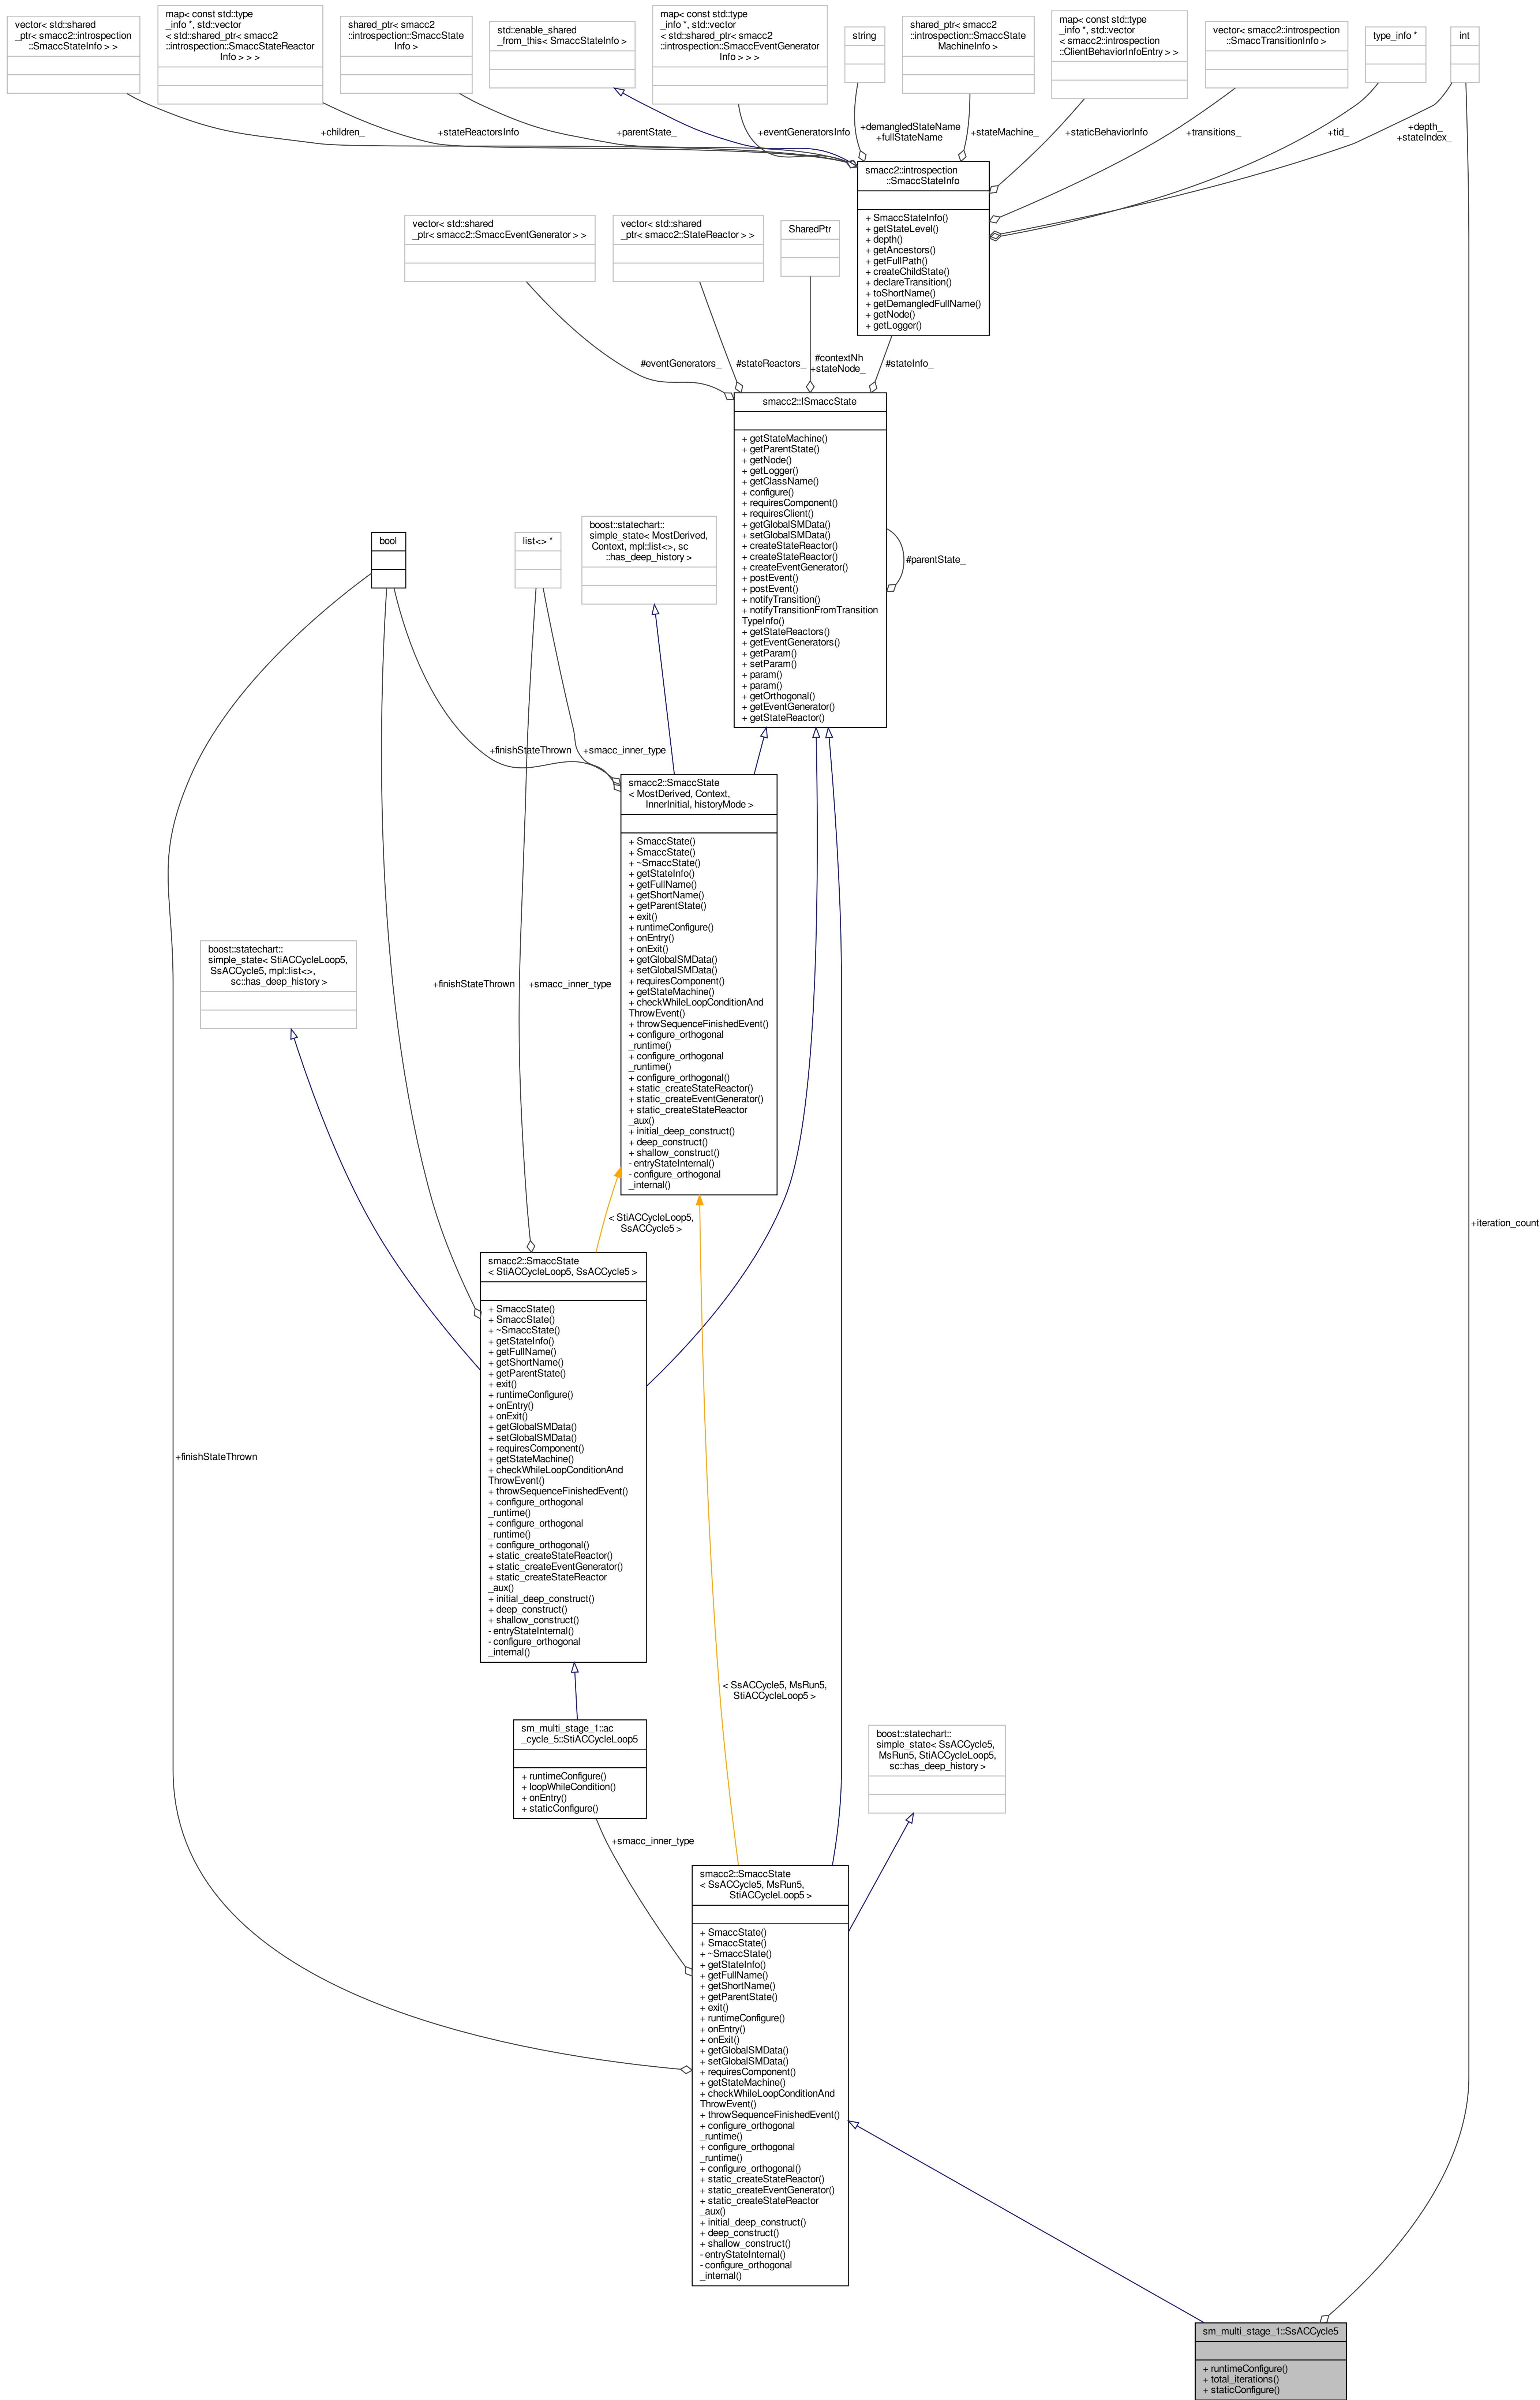 vector< std::shared
_ptr< smacc2::introspection
::SmaccStateInfo > >
map< const std::type
_info *, std::vector
< std::shared_ptr< smacc2
::introspection::SmaccStateReactor
Info > > >
shared_ptr< smacc2
::introspection::SmaccState
Info >
std::enable_shared
_from_this< SmaccStateInfo >
map< const std::type
_info *, std::vector
< std::shared_ptr< smacc2
::introspection::SmaccEventGenerator
Info > > >
string
shared_ptr< smacc2
::introspection::SmaccState
MachineInfo >
map< const std::type
_info *, std::vector
< smacc2::introspection
::ClientBehaviorInfoEntry > >
vector< smacc2::introspection
::SmaccTransitionInfo >
type_info *
int
+children_
+stateReactorsInfo
+parentState_
+eventGeneratorsInfo
+demangledStateName
+fullStateName
+stateMachine_
+staticBehaviorInfo
+transitions_
+tid_
+depth_
+stateIndex_
smacc2::introspection
::SmaccStateInfo
+ SmaccStateInfo()
+ getStateLevel()
+ depth()
+ getAncestors()
+ getFullPath()
+ createChildState()
+ declareTransition()
+ toShortName()
+ getDemangledFullName()
+ getNode()
+ getLogger()
vector< std::shared
_ptr< smacc2::SmaccEventGenerator > >
vector< std::shared
_ptr< smacc2::StateReactor > >
SharedPtr
#eventGenerators_
#stateReactors_
#contextNh
+stateNode_
#stateInfo_
smacc2::ISmaccState
+ getStateMachine()
+ getParentState()
+ getNode()
+ getLogger()
+ getClassName()
+ configure()
+ requiresComponent()
+ requiresClient()
+ getGlobalSMData()
+ setGlobalSMData()
+ createStateReactor()
+ createStateReactor()
+ createEventGenerator()
+ postEvent()
+ postEvent()
+ notifyTransition()
+ notifyTransitionFromTransition
TypeInfo()
+ getStateReactors()
+ getEventGenerators()
+ getParam()
+ setParam()
+ param()
+ param()
+ getOrthogonal()
+ getEventGenerator()
+ getStateReactor()
#parentState_
bool
list<> *
boost::statechart::
simple_state< MostDerived,
Context, mpl::list<>, sc
::has_deep_history >
+finishStateThrown
+smacc_inner_type
smacc2::SmaccState
< MostDerived, Context,
InnerInitial, historyMode >
+ SmaccState()
+ SmaccState()
+ ~SmaccState()
+ getStateInfo()
+ getFullName()
+ getShortName()
+ getParentState()
+ exit()
+ runtimeConfigure()
+ onEntry()
+ onExit()
+ getGlobalSMData()
+ setGlobalSMData()
+ requiresComponent()
+ getStateMachine()
+ checkWhileLoopConditionAnd
ThrowEvent()
+ throwSequenceFinishedEvent()
+ configure_orthogonal
_runtime()
+ configure_orthogonal
_runtime()
+ configure_orthogonal()
+ static_createStateReactor()
+ static_createEventGenerator()
+ static_createStateReactor
_aux()
+ initial_deep_construct()
+ deep_construct()
+ shallow_construct()
- entryStateInternal()
- configure_orthogonal
_internal()
boost::statechart::
simple_state< StiACCycleLoop5,
SsACCycle5, mpl::list<>,
sc::has_deep_history >
+finishStateThrown
+smacc_inner_type
< StiACCycleLoop5,
SsACCycle5 >
+iteration_count
smacc2::SmaccState
< StiACCycleLoop5, SsACCycle5 >
+ SmaccState()
+ SmaccState()
+ ~SmaccState()
+ getStateInfo()
+ getFullName()
+ getShortName()
+ getParentState()
+ exit()
+ runtimeConfigure()
+ onEntry()
+ onExit()
+ getGlobalSMData()
+ setGlobalSMData()
+ requiresComponent()
+ getStateMachine()
+ checkWhileLoopConditionAnd
ThrowEvent()
+ throwSequenceFinishedEvent()
+ configure_orthogonal
_runtime()
+ configure_orthogonal
_runtime()
+ configure_orthogonal()
+ static_createStateReactor()
+ static_createEventGenerator()
+ static_createStateReactor
_aux()
+ initial_deep_construct()
+ deep_construct()
+ shallow_construct()
- entryStateInternal()
- configure_orthogonal
_internal()
+finishStateThrown
< SsACCycle5, MsRun5,
StiACCycleLoop5 >
sm_multi_stage_1::ac
_cycle_5::StiACCycleLoop5
+ runtimeConfigure()
+ loopWhileCondition()
+ onEntry()
+ staticConfigure()
boost::statechart::
simple_state< SsACCycle5,
MsRun5, StiACCycleLoop5,
sc::has_deep_history >
+smacc_inner_type
smacc2::SmaccState
< SsACCycle5, MsRun5,
StiACCycleLoop5 >
+ SmaccState()
+ SmaccState()
+ ~SmaccState()
+ getStateInfo()
+ getFullName()
+ getShortName()
+ getParentState()
+ exit()
+ runtimeConfigure()
+ onEntry()
+ onExit()
+ getGlobalSMData()
+ setGlobalSMData()
+ requiresComponent()
+ getStateMachine()
+ checkWhileLoopConditionAnd
ThrowEvent()
+ throwSequenceFinishedEvent()
+ configure_orthogonal
_runtime()
+ configure_orthogonal
_runtime()
+ configure_orthogonal()
+ static_createStateReactor()
+ static_createEventGenerator()
+ static_createStateReactor
_aux()
+ initial_deep_construct()
+ deep_construct()
+ shallow_construct()
- entryStateInternal()
- configure_orthogonal
_internal()
sm_multi_stage_1::SsACCycle5
+ runtimeConfigure()
+ total_iterations()
+ staticConfigure()